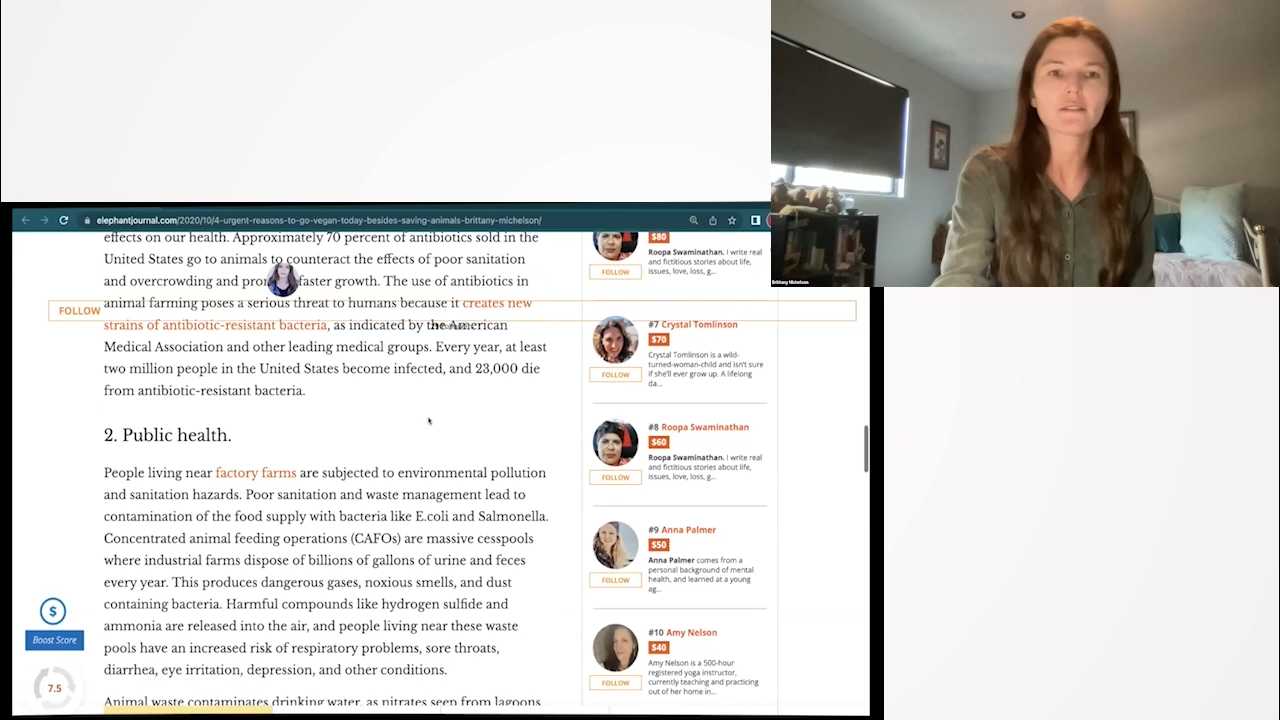 elephantjournal.com/2020/10/4-urgent-reasons-to-go-vegan-today-besides-saving-animals-brittany-michelson/
effects on our health. Approximately 70 percent of antibiotics sold in the
United States go to animals to counteract the effects of poor sanitation
and overcrowding and faster growth. The use of antibiotics in
animal farming poses a serious threat to humans because it creates new
FOLLOW
strains of antibiotic-resistant bacteria, as indicated by the American
Medical Association and other leading medical groups. Every year, at least
two million people in the United States become infected, and 23,000 die
from antibiotic-resistant bacteria.
2. Public health.
People living near factory farms are subjected to environmental pollution
and sanitation hazards. Poor sanitation and waste management lead to
contamination of the food supply with bacteria like E.coli and Salmonella.
Concentrated animal feeding operations (CAFOs) are massive cesspools
where industrial farms dispose of billions of gallons of urine and feces
every year. This produces dangerous gases, noxious smells, and dust
containing bacteria. Harmful compounds like hydrogen sulfide and
ammonia are released into the air, and people living near these waste
pools have an increased risk of respiratory problems, sore throats,
diarrhea, eye irritation, depression, and other conditions.
Animal waste contaminates drinking water, as nitrates seen from lagoons
$
Boost Score
7.5
$80
Roopa Swaminathan. I write real
and fictitious stories about life,
issues, love, loss, g...
FOLLOW
#7 Crystal Tomlinson
$70
Crystal Tomlinson is a wild-
turned-woman-child and isn't sure
if she'll ever grow up. A lifelong
da...
FOLLOW
#8 Roopa Swaminathan
$60
Roopa Swaminathan. I write real
and fictitious stories about life,
issues, love, loss, g...
FOLLOW
#9 Anna Palmer
$50
Anna Palmer comes from a
personal background of mental
health, and learned at a young
ag...
FOLLOW
#10 Amy Nelson
$40
Amy Nelson is a 500-hour
registered yoga instructor,
currently teaching and practicing
out of her home in...
FOLLOW
Brittany Michelson